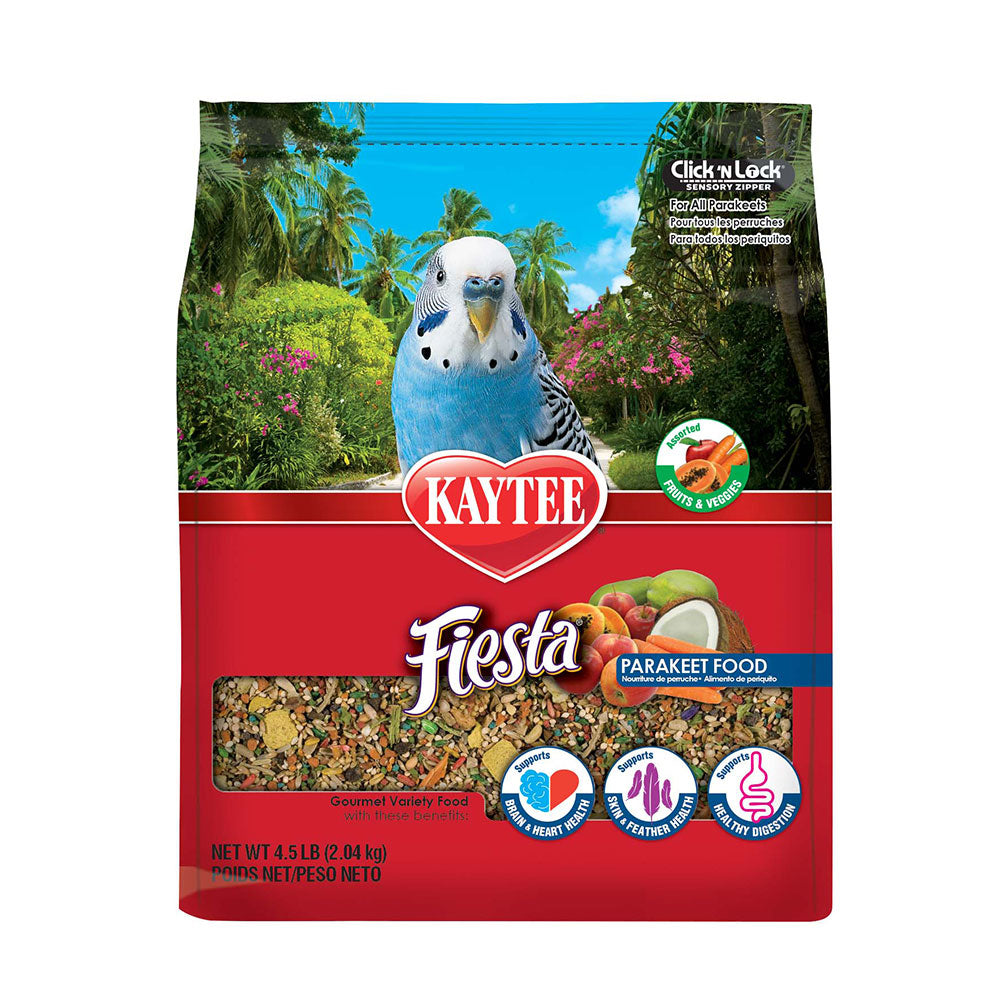 Click 'N Lock®
SENSORY ZIPPER
For All Parakeets
Pour tous les perruches
Para todos los periquitos
Assorted
FRUITS & VEGGIES
KAYTEE
Fiesta®
PARAKEET FOOD
Nourriture de perruche • Alimento de periquito
Supports
BRAIN & HEART HEALTH
Supports
SKIN & FEATHER HEALTH
Supports
HEALTHY DIGESTION
Gourmet Variety Food
with these benefits:
NET WT 4.5 LB (2.04 kg)
POIDS NET/PESO NETO